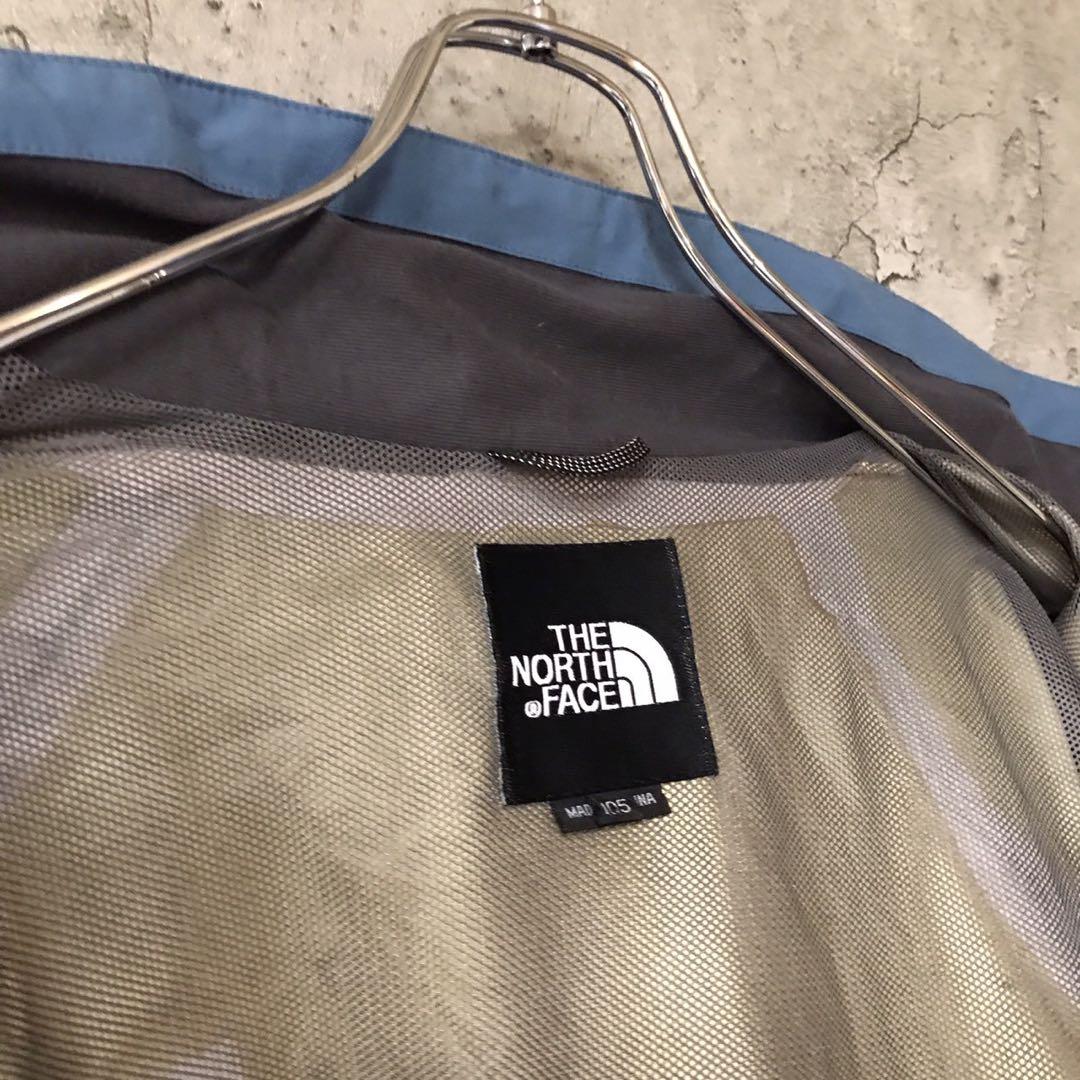 THE
NORTH
®FACE
MAD 105 INA